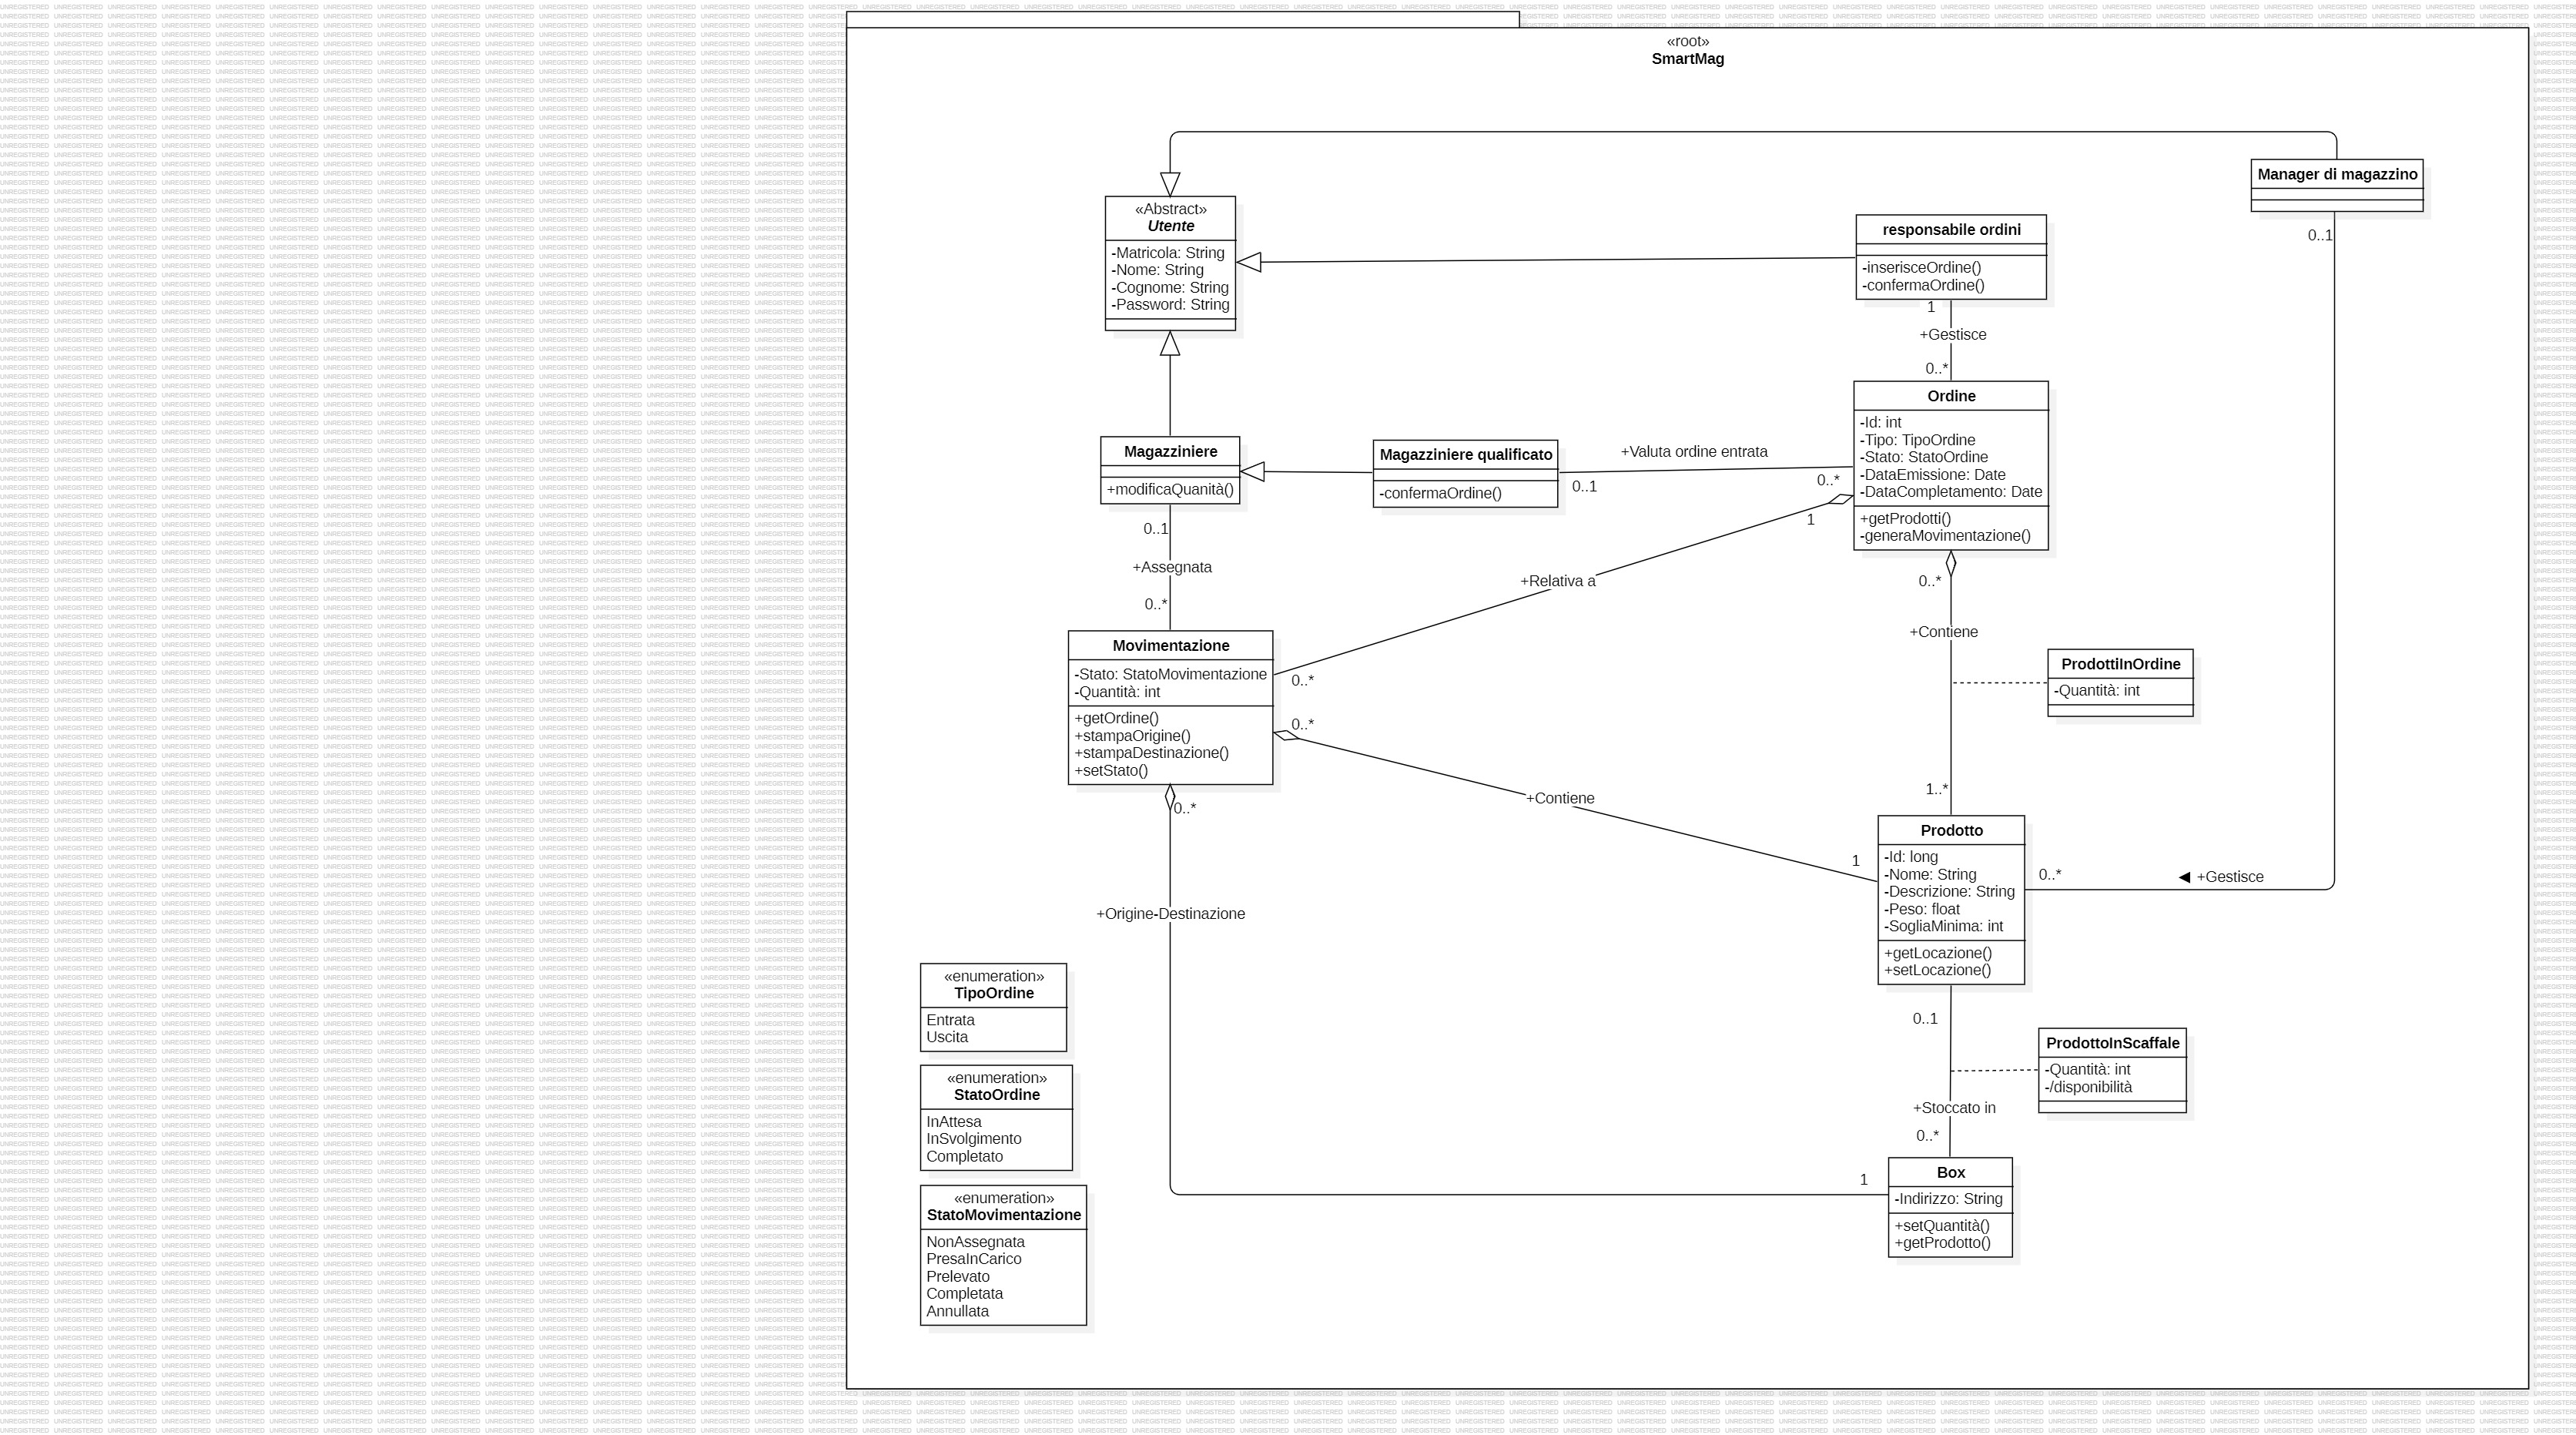 «root»
SmartMag
Manager di magazzino
0..1
«Abstract»
Utente
-Matricola: String
-Nome: String
-Cognome: String
-Password: String
responsabile ordini
-inserisceOrdine()
-confermaOrdine()
1
+Gestisce
0..*
Ordine
-Id: int
-Tipo: TipoOrdine
-Stato: StatoOrdine
-DataEmissione: Date
-DataCompletamento: Date
+getProdotti()
-generaMovimentazione()
Magazziniere
+modificaQuanità()
Magazziniere qualificato
-confermaOrdine()
+Valuta ordine entrata
0..1
0..*
1
0..1
+Assegnata
0..*
+Relativa a
0..*
+Contiene
Movimentazione
-Stato: StatoMovimentazione
-Quantità: int
+getOrdine()
+stampaOrigine()
+stampaDestinazione()
+setStato()
0..*
0..*
0..*
ProdottiInOrdine
-Quantità: int
+Contiene
1..*
1
Prodotto
-Id: long
-Nome: String
-Descrizione: String
-Peso: float
-SogliaMinima: int
+getLocazione()
+setLocazione()
0..*
+Gestisce
+Origine-Destinazione
0..1
ProdottoInScaffale
-Quantità: int
-/disponibilità
+Stoccato in
0..*
1
Box
-Indirizzo: String
+setQuantità()
+getProdotto()
«enumeration»
TipoOrdine
Entrata
Uscita
«enumeration»
StatoOrdine
InAttesa
InSvolgimento
Completato
«enumeration»
StatoMovimentazione
NonAssegnata
PresaInCarico
Prelevato
Completata
Annullata
UNREGISTERED